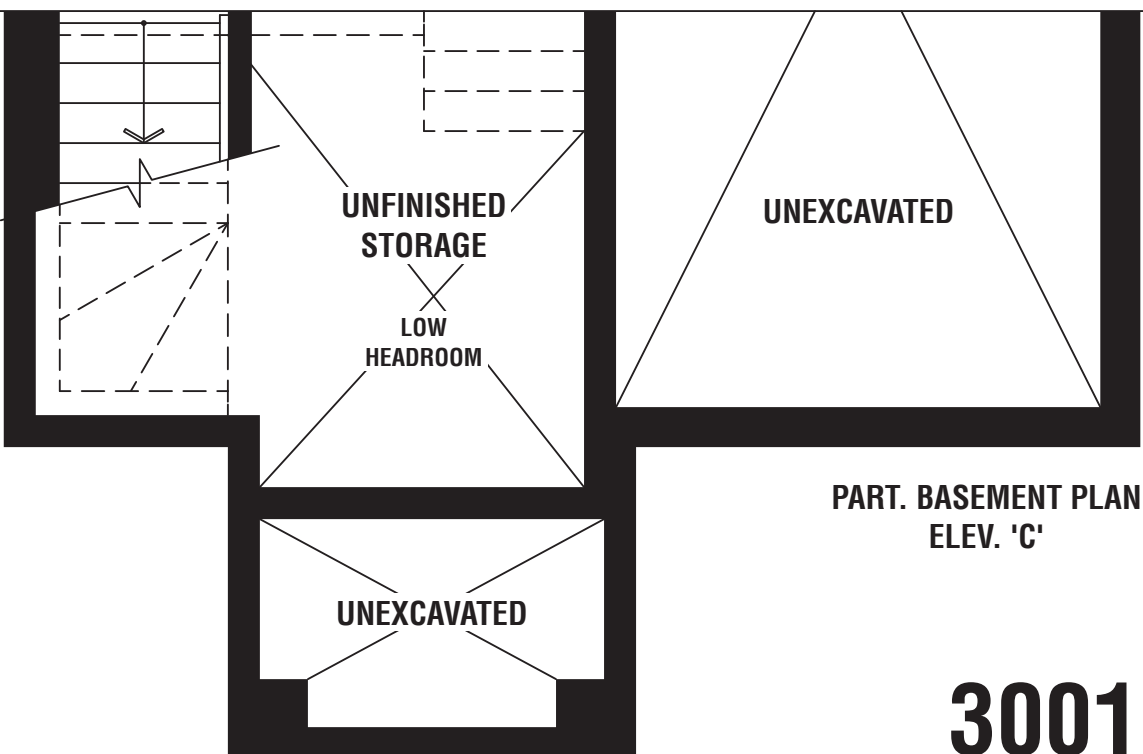 UNFINISHED
STORAGE
LOW
HEADROOM
UNEXCAVATED
UNEXCAVATED
PART. BASEMENT PLAN
ELEV. 'C'
3001